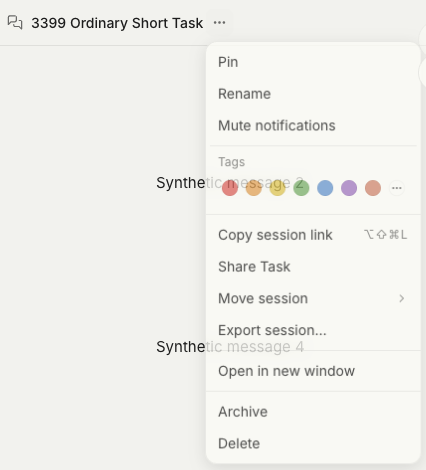 3399 Ordinary Short Task ···
Pin
Rename
Mute notifications
Tags
Synthetic message 2
···
Copy session link ⌥⇧⌘L
Share Task
Move session
Export session...
Synthetic message 4
Open in new window
Archive
Delete